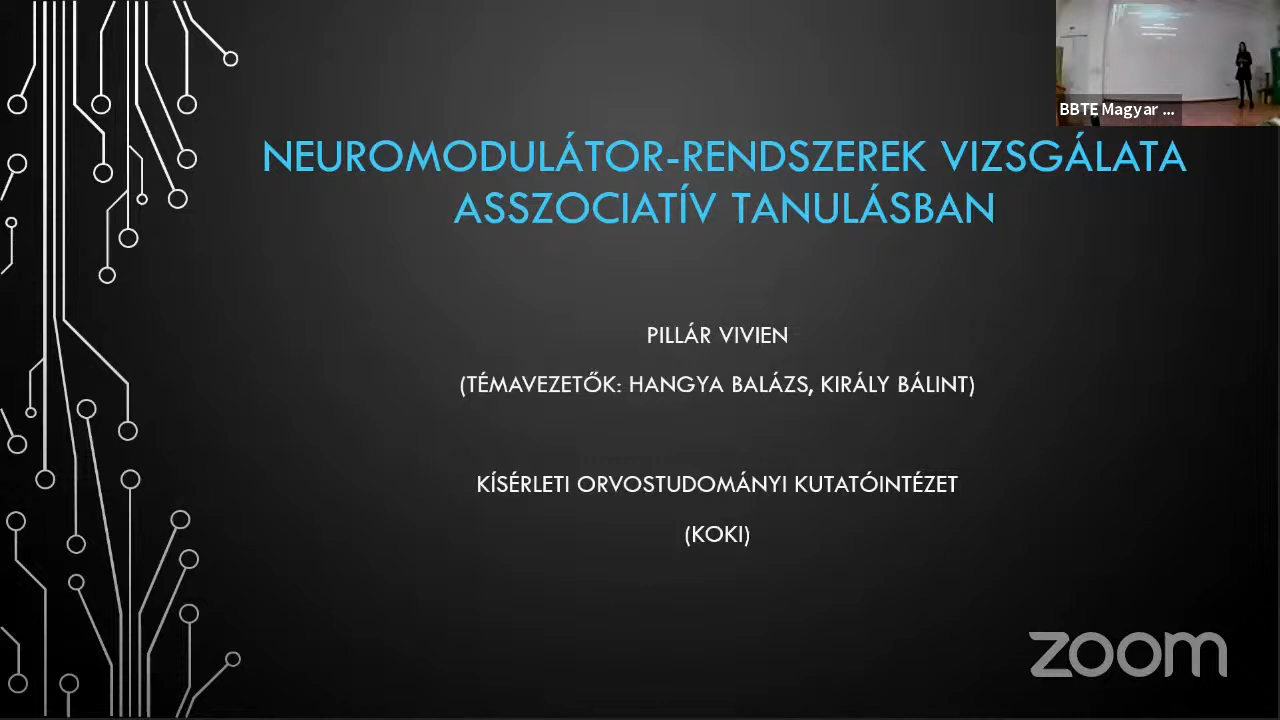 BBTE Magyar ...
NEUROMODULÁTOR-RENDSZEREK VIZSGÁLATA
ASSZOCIATÍV TANULÁSBAN
PILLÁR VIVIEN
(TÉMAVEZETŐK: HANGYA BALÁZS, KIRÁLY BÁLINT)
KÍSÉRLETI ORVOSTUDOMÁNYI KUTATÓINTÉZET
(KOKI)
zoom